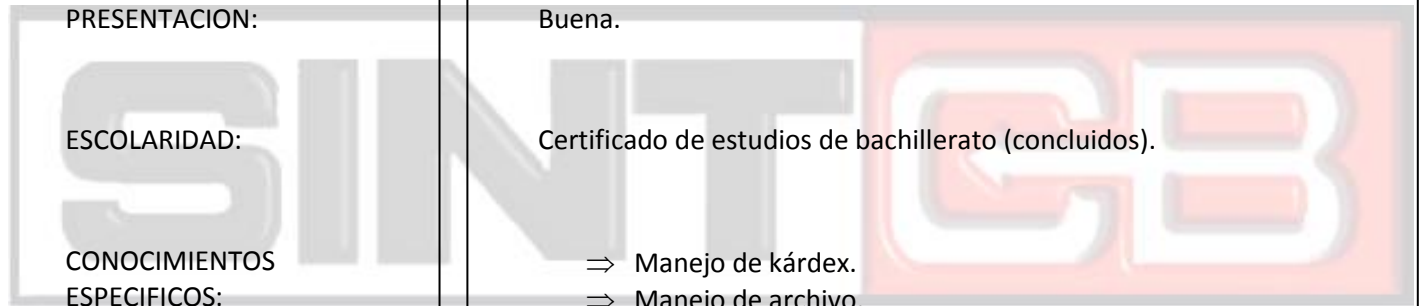 PRESENTACION: Buena.
SINTCB
ESCOLARIDAD: Certificado de estudios de bachillerato (concluidos).
CONOCIMIENTOS ⇒ Manejo de kárdex.
ESPECIFICOS: ⇒ Manejo de archivo.